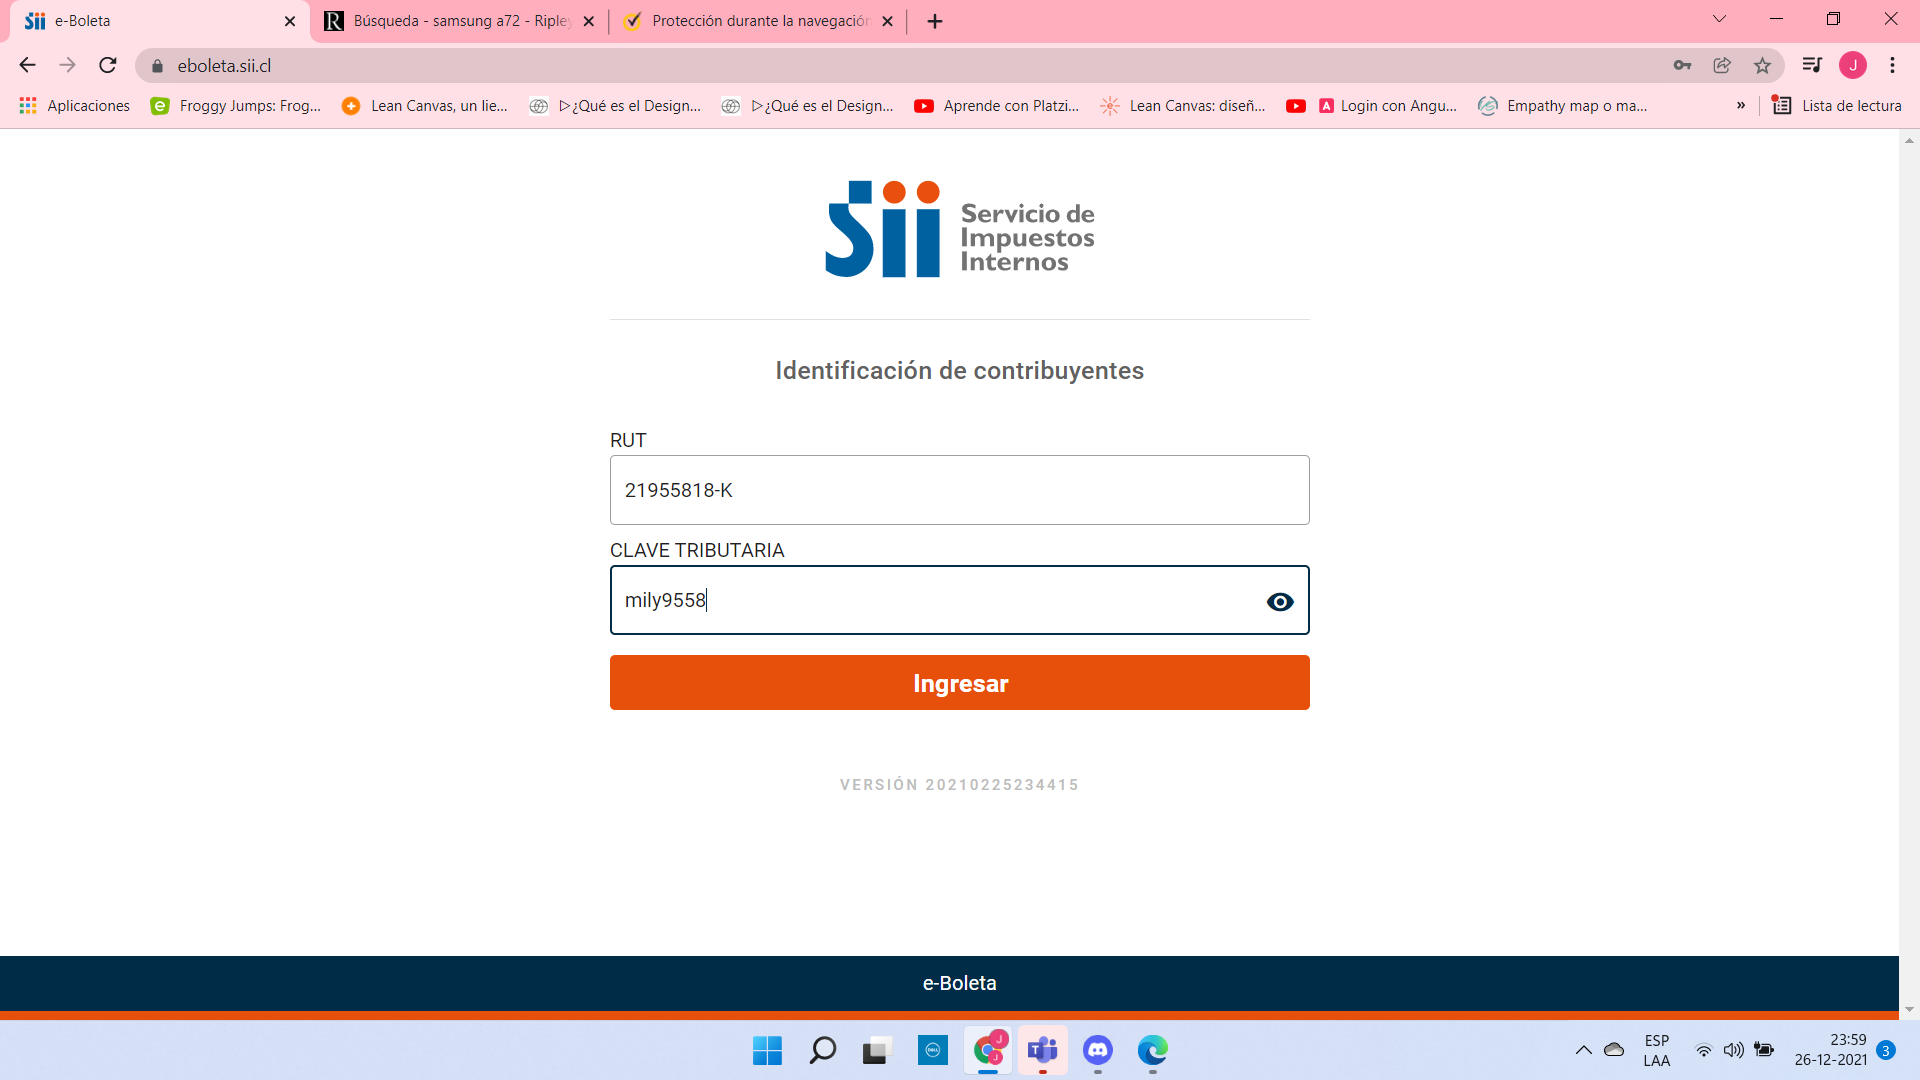 e-Boleta
Búsqueda - samsung a72 - Ripley
Protección durante la navegación
eboleta.sii.cl
J
Aplicaciones
Froggy Jumps: Frog...
Lean Canvas, un lie...
▷¿Qué es el Design...
▷¿Qué es el Design...
Aprende con Platzi...
Lean Canvas: diseñ...
Login con Angu...
Empathy map o ma...
»
Lista de lectura
Sii
Servicio de
Impuestos
Internos
Identificación de contribuyentes
RUT
21955818-K
CLAVE TRIBUTARIA
mily9558
Ingresar
VERSIÓN 20210225234415
e-Boleta
ESP
LAA
23:59
26-12-2021
3